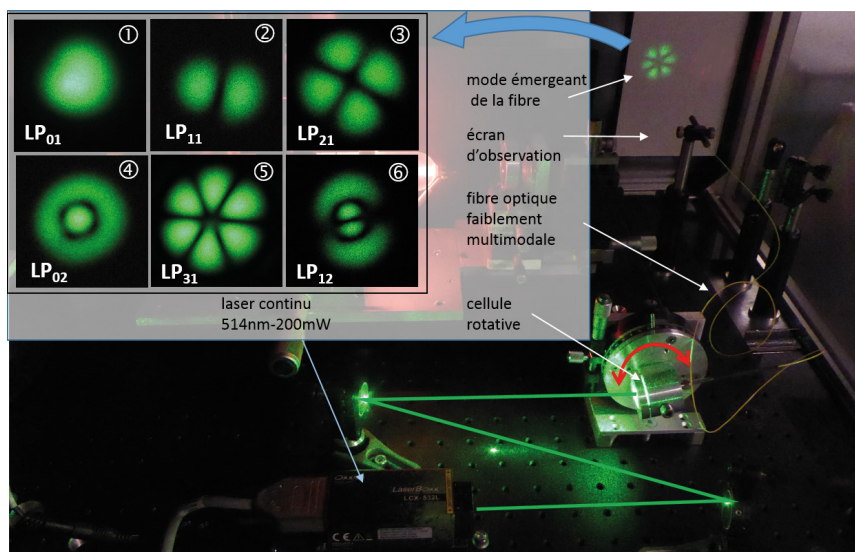 ①
②
③
LP01
LP11
LP21
④
⑤
⑥
LP02
LP31
LP12
mode émergeant
de la fibre
écran
d’observation
fibre optique
faiblement
multimodale
cellule
rotative
laser continu
514nm-200mW
LaserBoxx
LCX-532L
CE